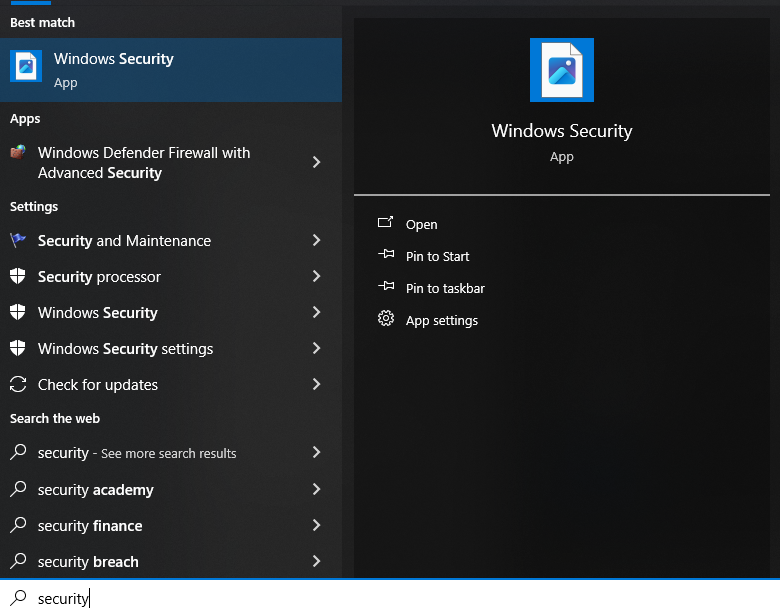 Best match
Windows Security
App
Apps
Windows Defender Firewall with
Advanced Security
Settings
Security and Maintenance
Security processor
Windows Security
Windows Security settings
Check for updates
Search the web
security - See more search results
security academy
security finance
security breach
security
Windows Security
App
Open
Pin to Start
Pin to taskbar
App settings